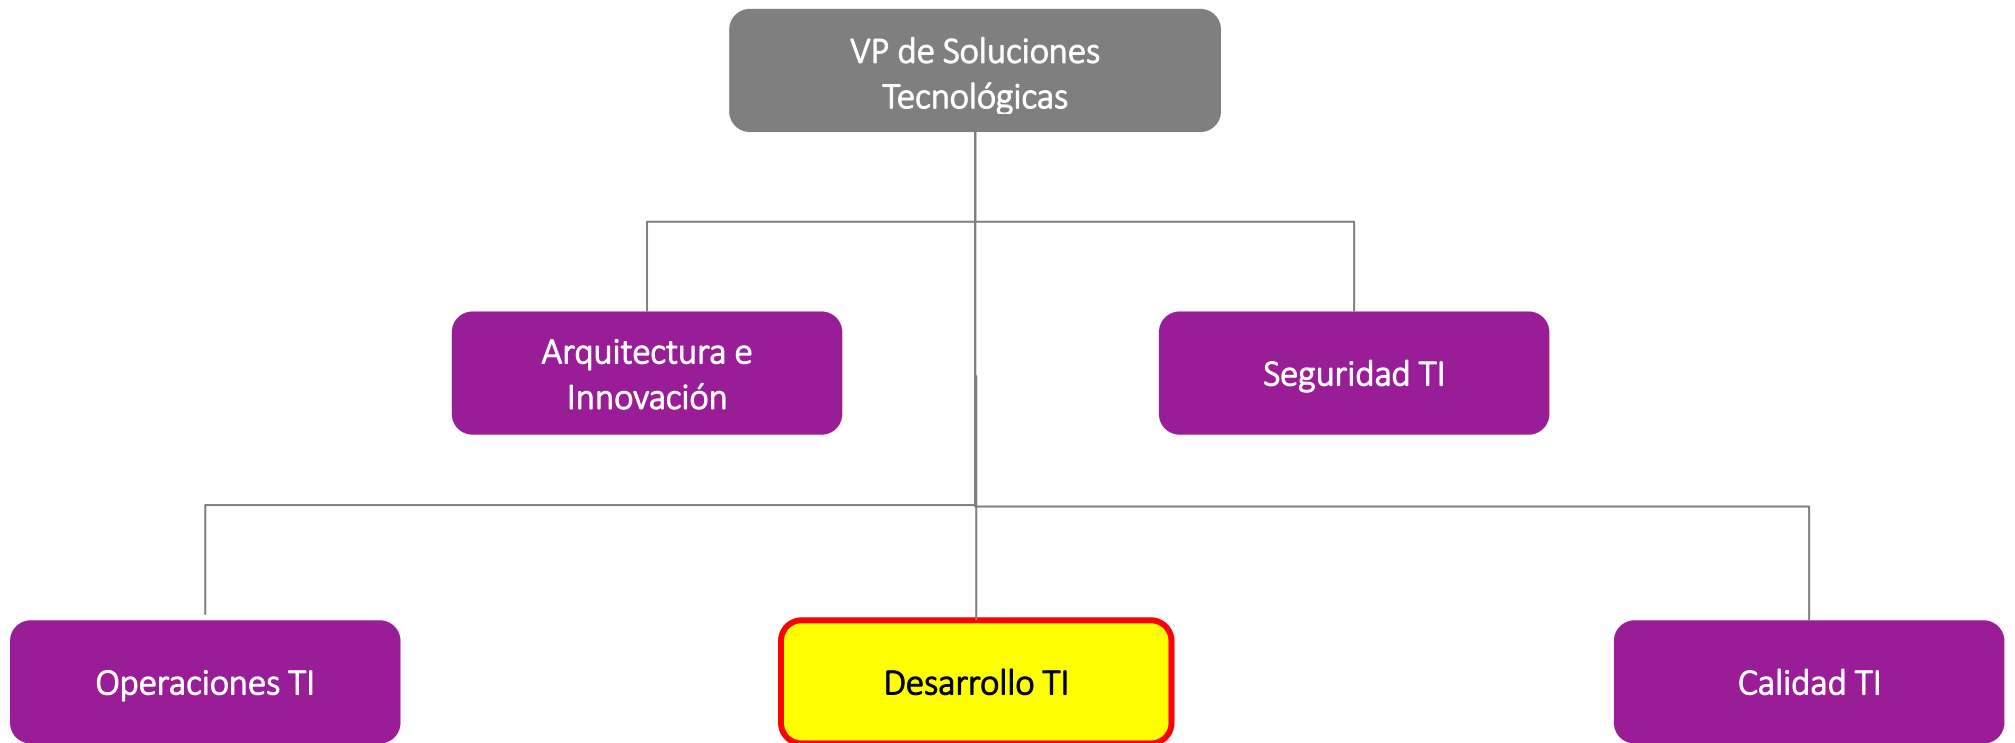 VP de Soluciones
Tecnológicas
Arquitectura e
Innovación
Seguridad TI
Operaciones TI
Desarrollo TI
Calidad TI